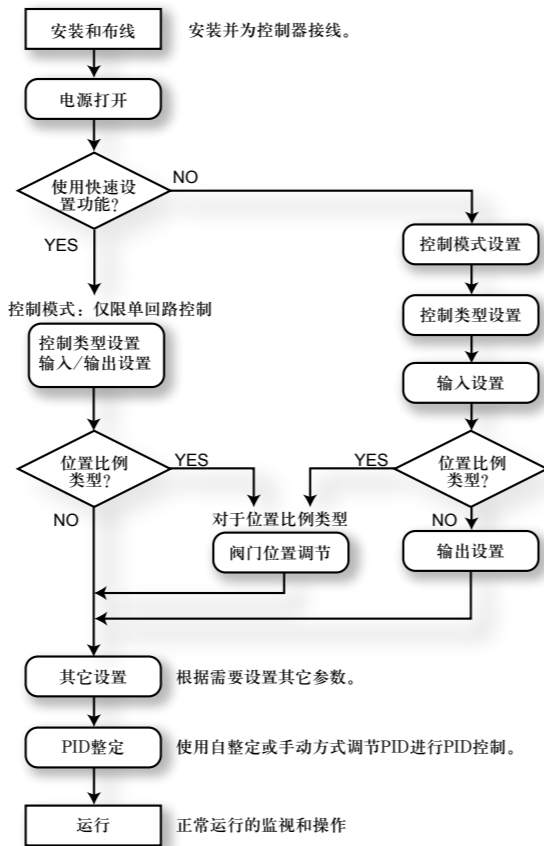 安装和布线
安装并为控制器接线。
电源打开
使用快速设
置功能?
NO
YES
控制模式设置
控制模式：仅限单回路控制
控制类型设置
输入/输出设置
控制类型设置
输入设置
位置比例
类型?
YES
NO
位置比例
类型?
YES
NO
对于位置比例类型
阀门位置调节
输出设置
其它设置
根据需要设置其它参数。
PID整定
使用自整定或手动方式调节PID进行PID控制。
运行
正常运行的监视和操作